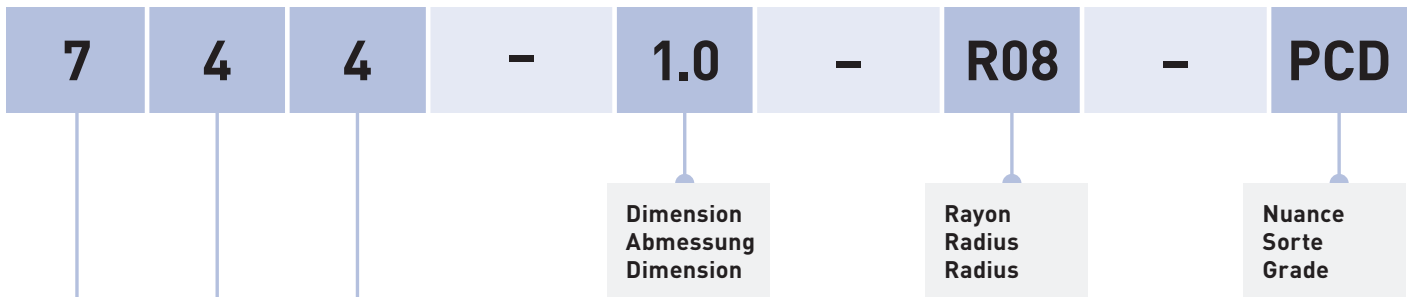 7 4 4 – 1.0 – R08 – PCD
Dimension
Abmessung
Dimension
Rayon
Radius
Radius
Nuance
Sorte
Grade